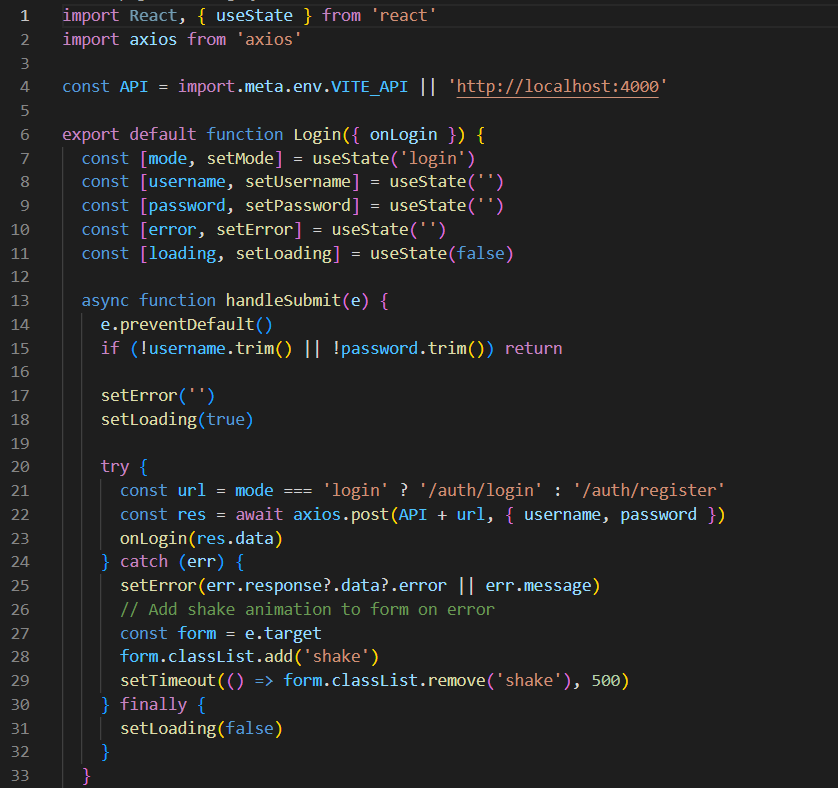 1 import React, { useState } from 'react'
2 import axios from 'axios'
3
4 const API = import.meta.env.VITE_API || 'http://localhost:4000'
5
6 export default function Login({ onLogin }) {
7   const [mode, setMode] = useState('login')
8   const [username, setUsername] = useState('')
9   const [password, setPassword] = useState('')
10   const [error, setError] = useState('')
11   const [loading, setLoading] = useState(false)
12
13   async function handleSubmit(e) {
14     e.preventDefault()
15     if (!username.trim() || !password.trim()) return
16
17     setError('')
18     setLoading(true)
19
20     try {
21       const url = mode === 'login' ? '/auth/login' : '/auth/register'
22       const res = await axios.post(API + url, { username, password })
23       onLogin(res.data)
24     } catch (err) {
25       setError(err.response?.data?.error || err.message)
26       // Add shake animation to form on error
27       const form = e.target
28       form.classList.add('shake')
29       setTimeout(() => form.classList.remove('shake'), 500)
30     } finally {
31       setLoading(false)
32     }
33   }